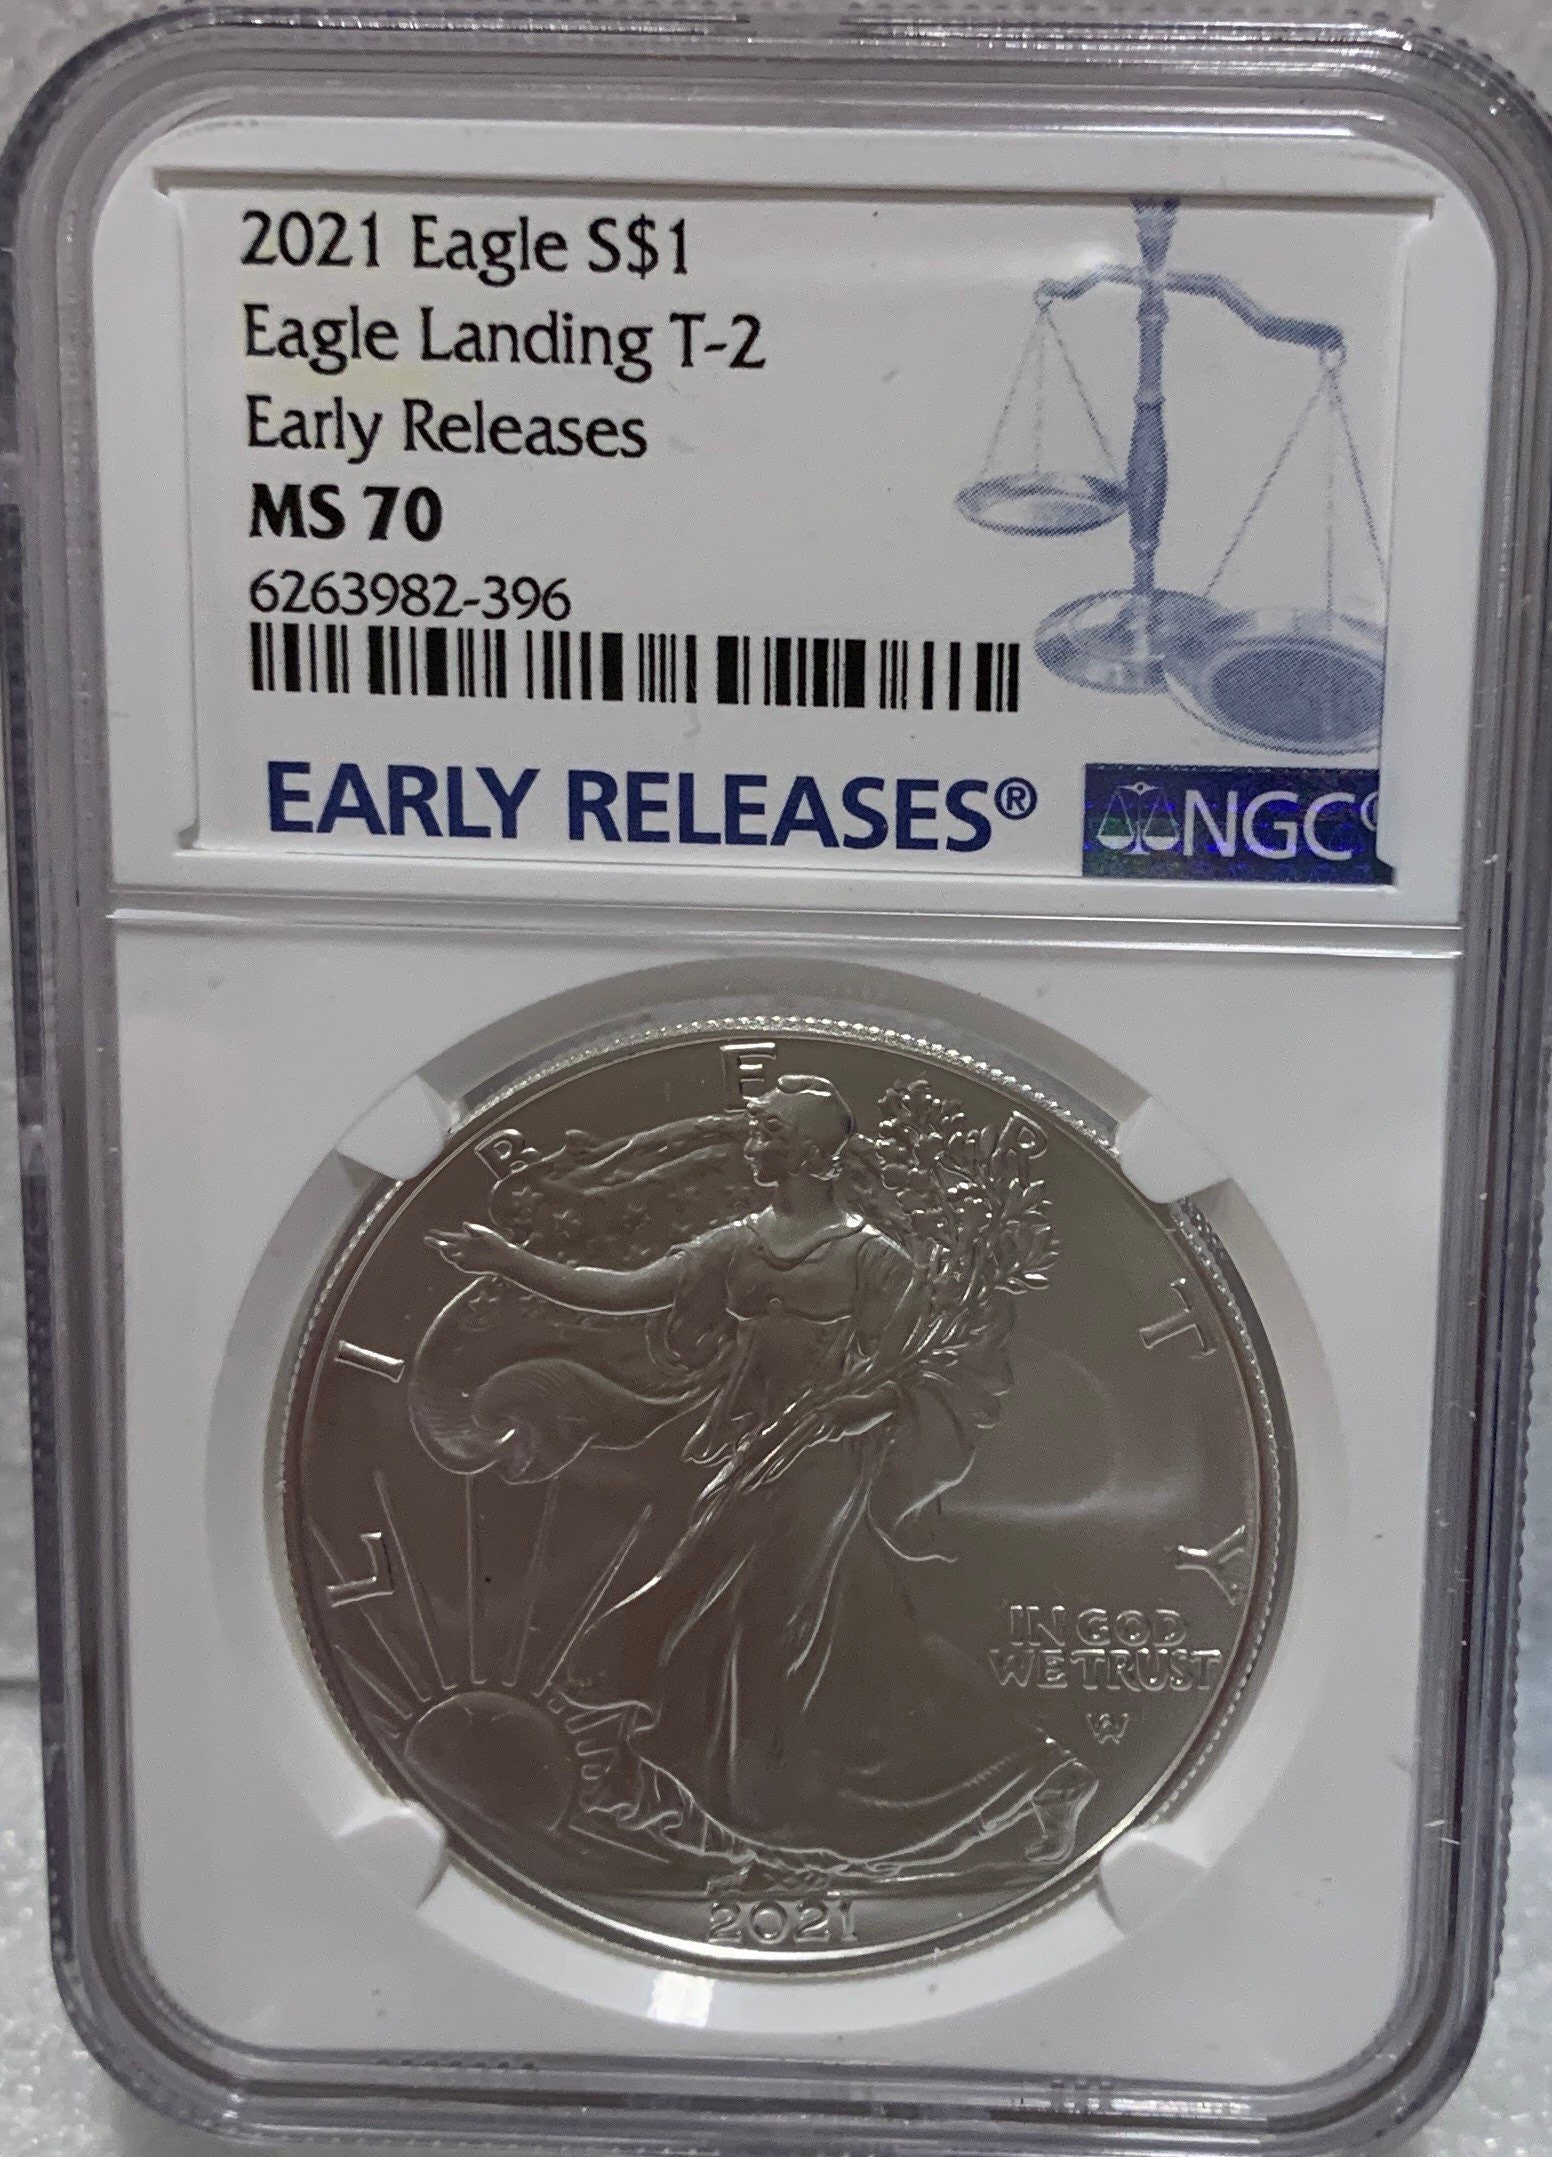 2021 Eagle S$1
Eagle Landing T-2
Early Releases
MS 70
6263982-396
EARLY RELEASES®
NGC
LIBERTY
IN GOD
WE TRUST
W
2021